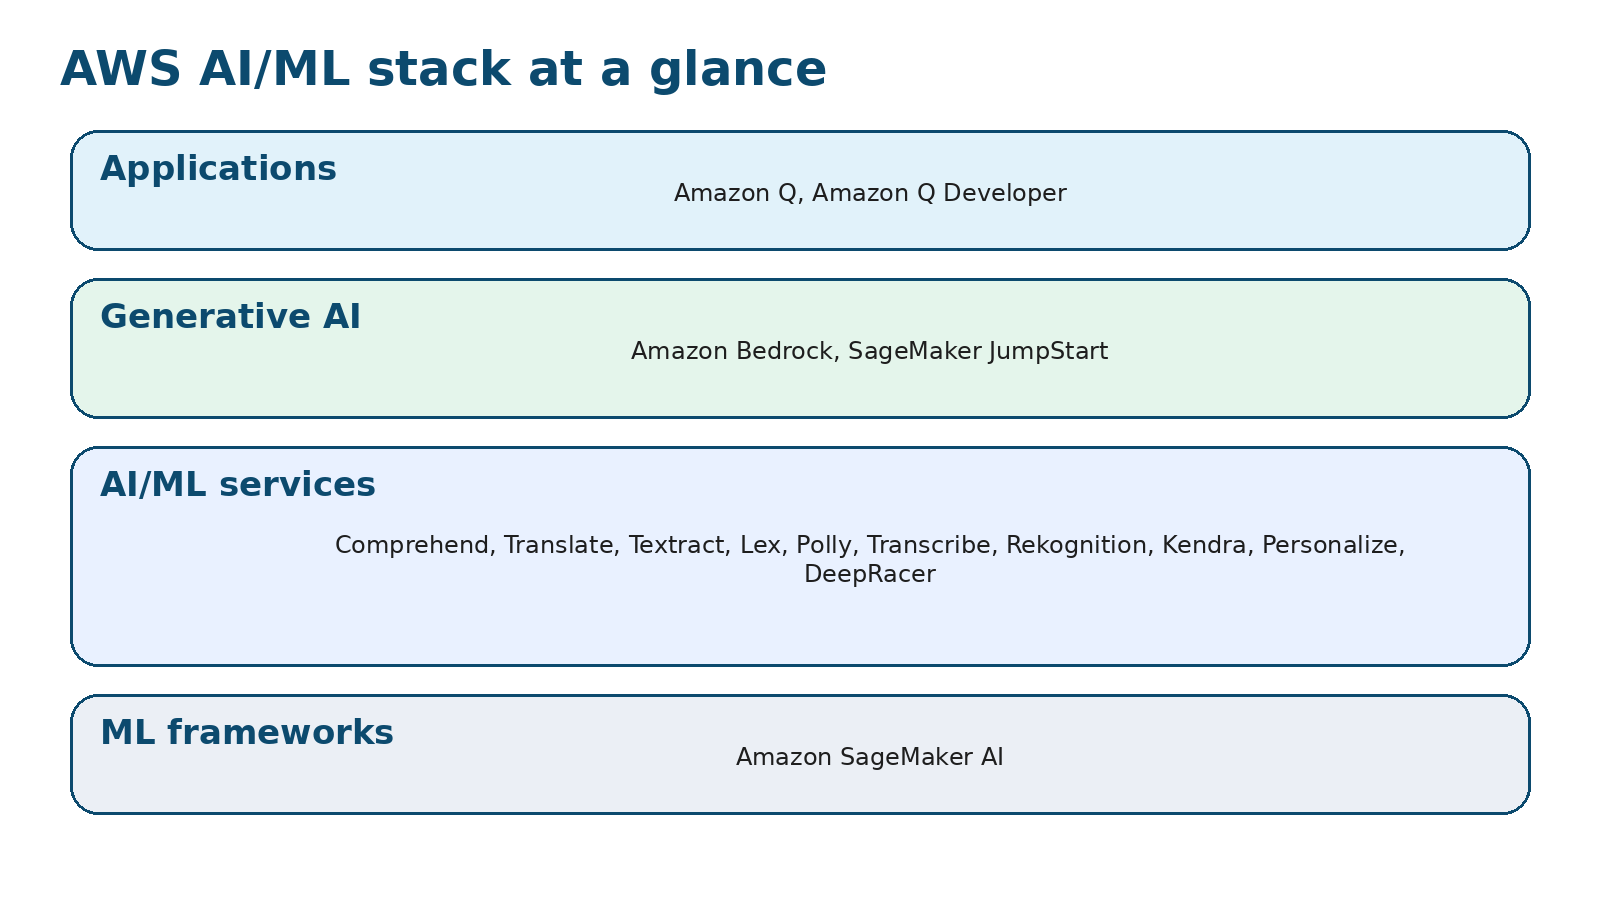 AWS AI/ML stack at a glance
Applications
Amazon Q, Amazon Q Developer
Generative AI
Amazon Bedrock, SageMaker JumpStart
AI/ML services
Comprehend, Translate, Textract, Lex, Polly, Transcribe, Rekognition, Kendra, Personalize,
DeepRacer
ML frameworks
Amazon SageMaker AI